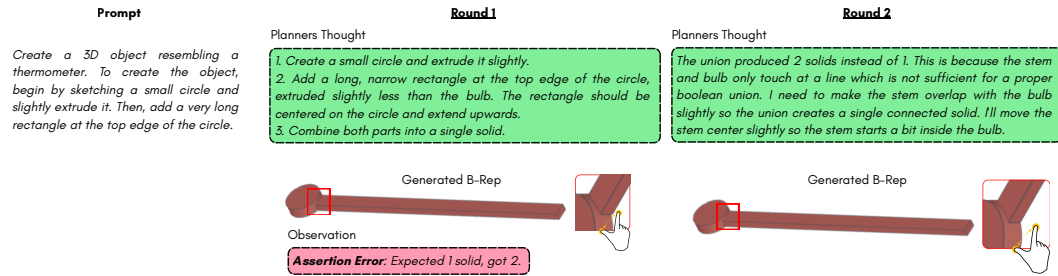 Prompt
Create a 3D object resembling a
thermometer. To create the object,
begin by sketching a small circle and
slightly extrude it. Then, add a very long
rectangle at the top edge of the circle.
Round 1
Planners Thought
1. Create a small circle and extrude it slightly.
2. Add a long, narrow rectangle at the top edge of the circle,
extruded slightly less than the bulb. The rectangle should be
centered on the circle and extend upwards.
3. Combine both parts into a single solid.
Generated B-Rep
Observation
Assertion Error: Expected 1 solid, got 2.
Round 2
Planners Thought
The union produced 2 solids instead of 1. This is because the stem
and bulb only touch at a line which is not sufficient for a proper
boolean union. I need to make the stem overlap with the bulb
slightly so the union creates a single connected solid. I'll move the
stem center slightly so the stem starts a bit inside the bulb.
Generated B-Rep